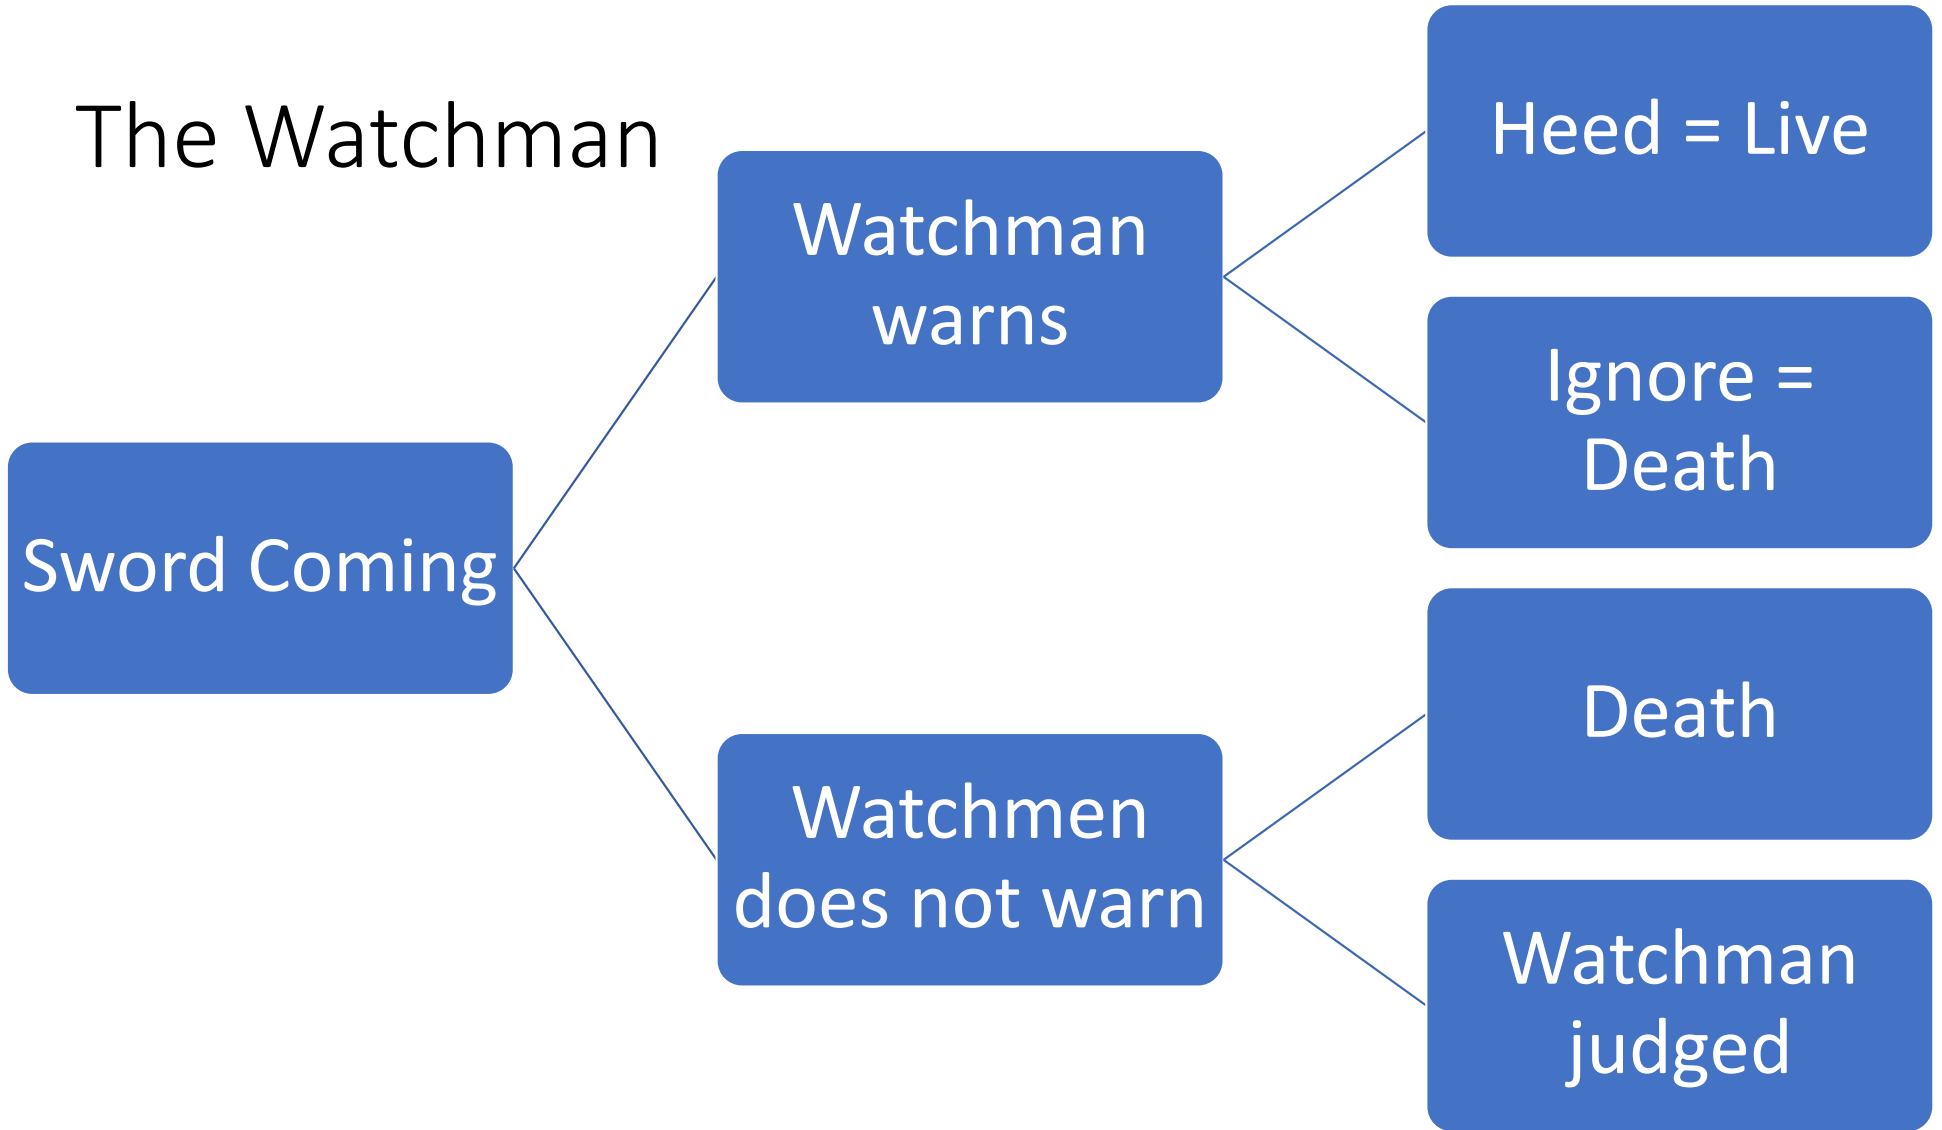 The Watchman
Sword Coming
Watchman
warns
Heed = Live
Ignore =
Death
Watchmen
does not warn
Death
Watchman
judged